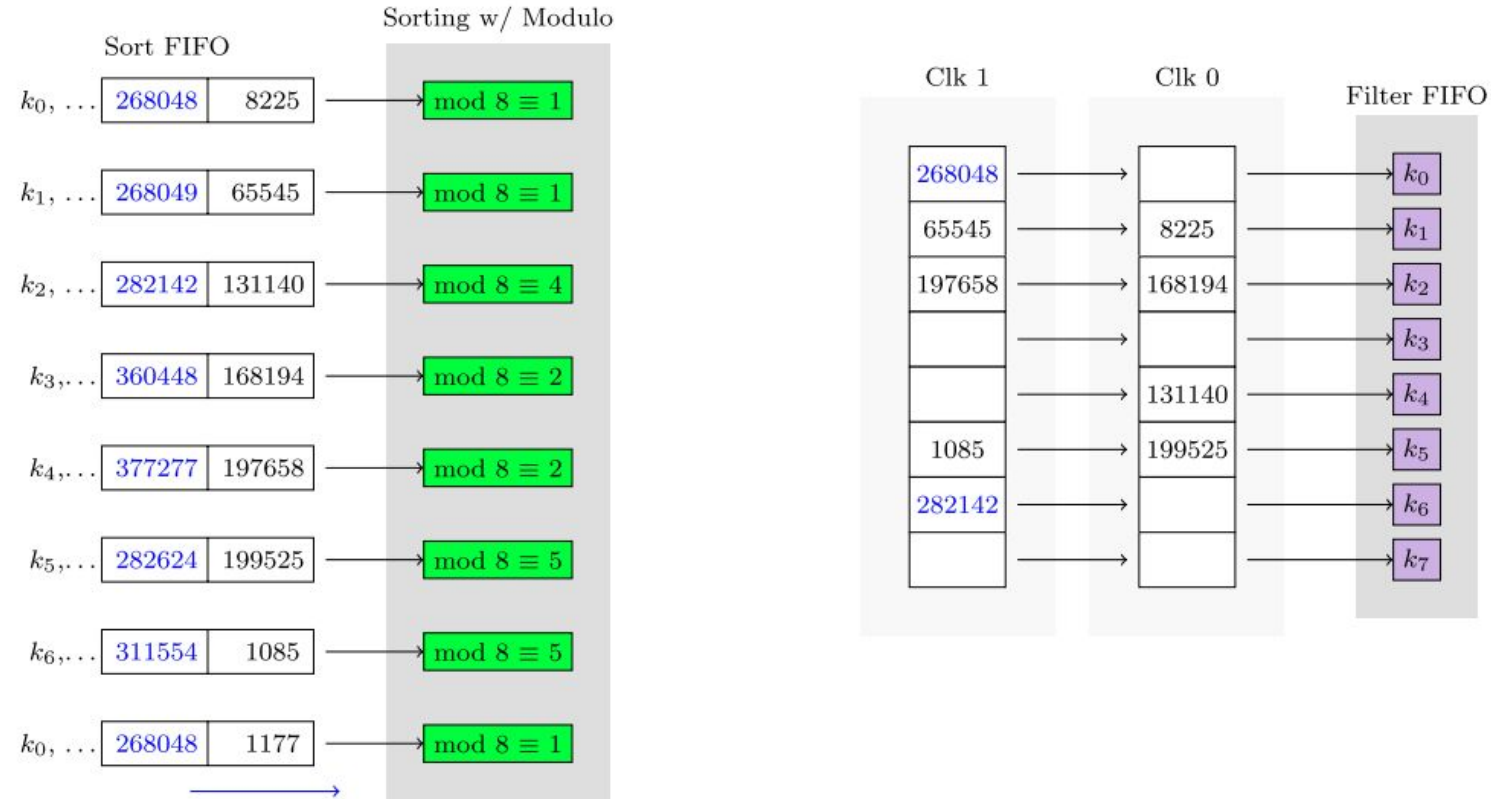 Sorting w/ Modulo
Sort FIFO
k₀, … 268048 8225 mod 8 ≡ 1
k₁, … 268049 65545 mod 8 ≡ 1
k₂, … 282142 131140 mod 8 ≡ 4
k₃,… 360448 168194 mod 8 ≡ 2
k₄,… 377277 197658 mod 8 ≡ 2
k₅,… 282624 199525 mod 8 ≡ 5
k₆,… 311554 1085 mod 8 ≡ 5
k₀, … 268048 1177 mod 8 ≡ 1
Clk 1 Clk 0
Filter FIFO
268048 k₀
65545 8225 k₁
197658 168194 k₂
k₃
131140 k₄
1085 199525 k₅
282142 k₆
k₇